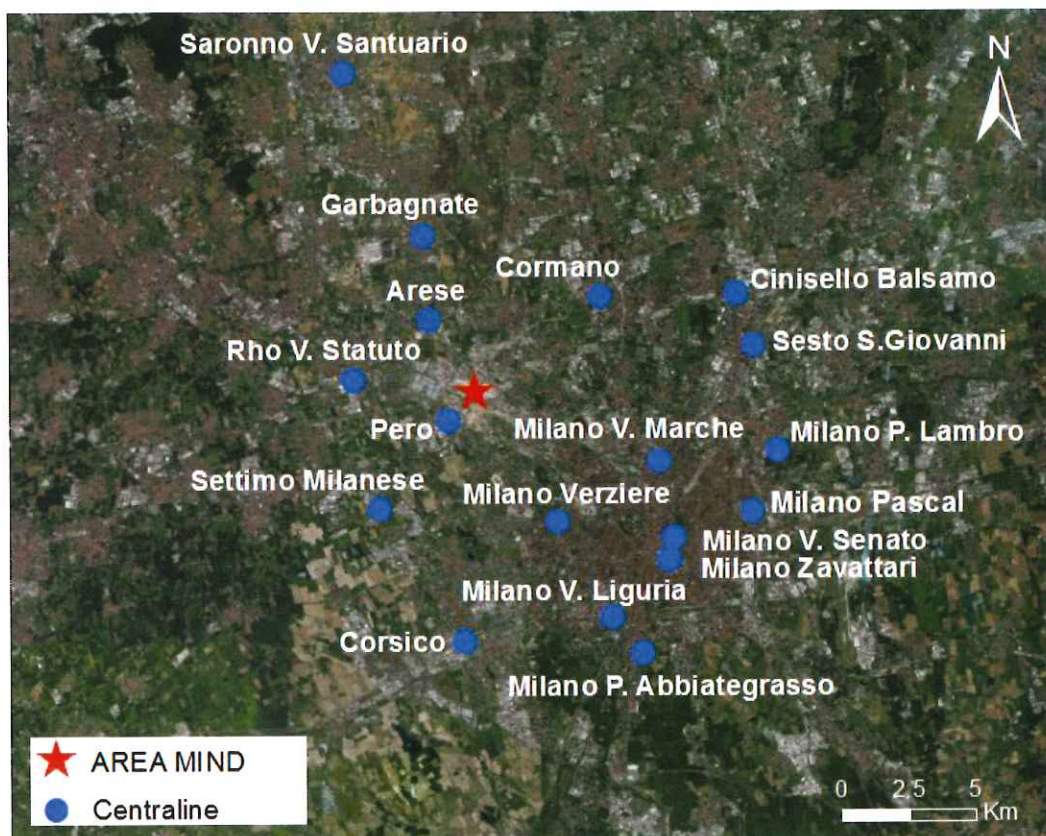 Saronno V. Santuario
N
Garbagnate
Cormano
Cinisello Balsamo
Arese
Sesto S.Giovanni
Rho V. Statuto
Pero
Milano V. Marche
Milano P. Lambro
Settimo Milanese
Milano Verziere
Milano Pascal
Milano V. Senato
Milano Zavattari
Milano V. Liguria
Corsico
Milano P. Abbiategrasso
AREA MIND
Centraline
0 2,5 5
Km